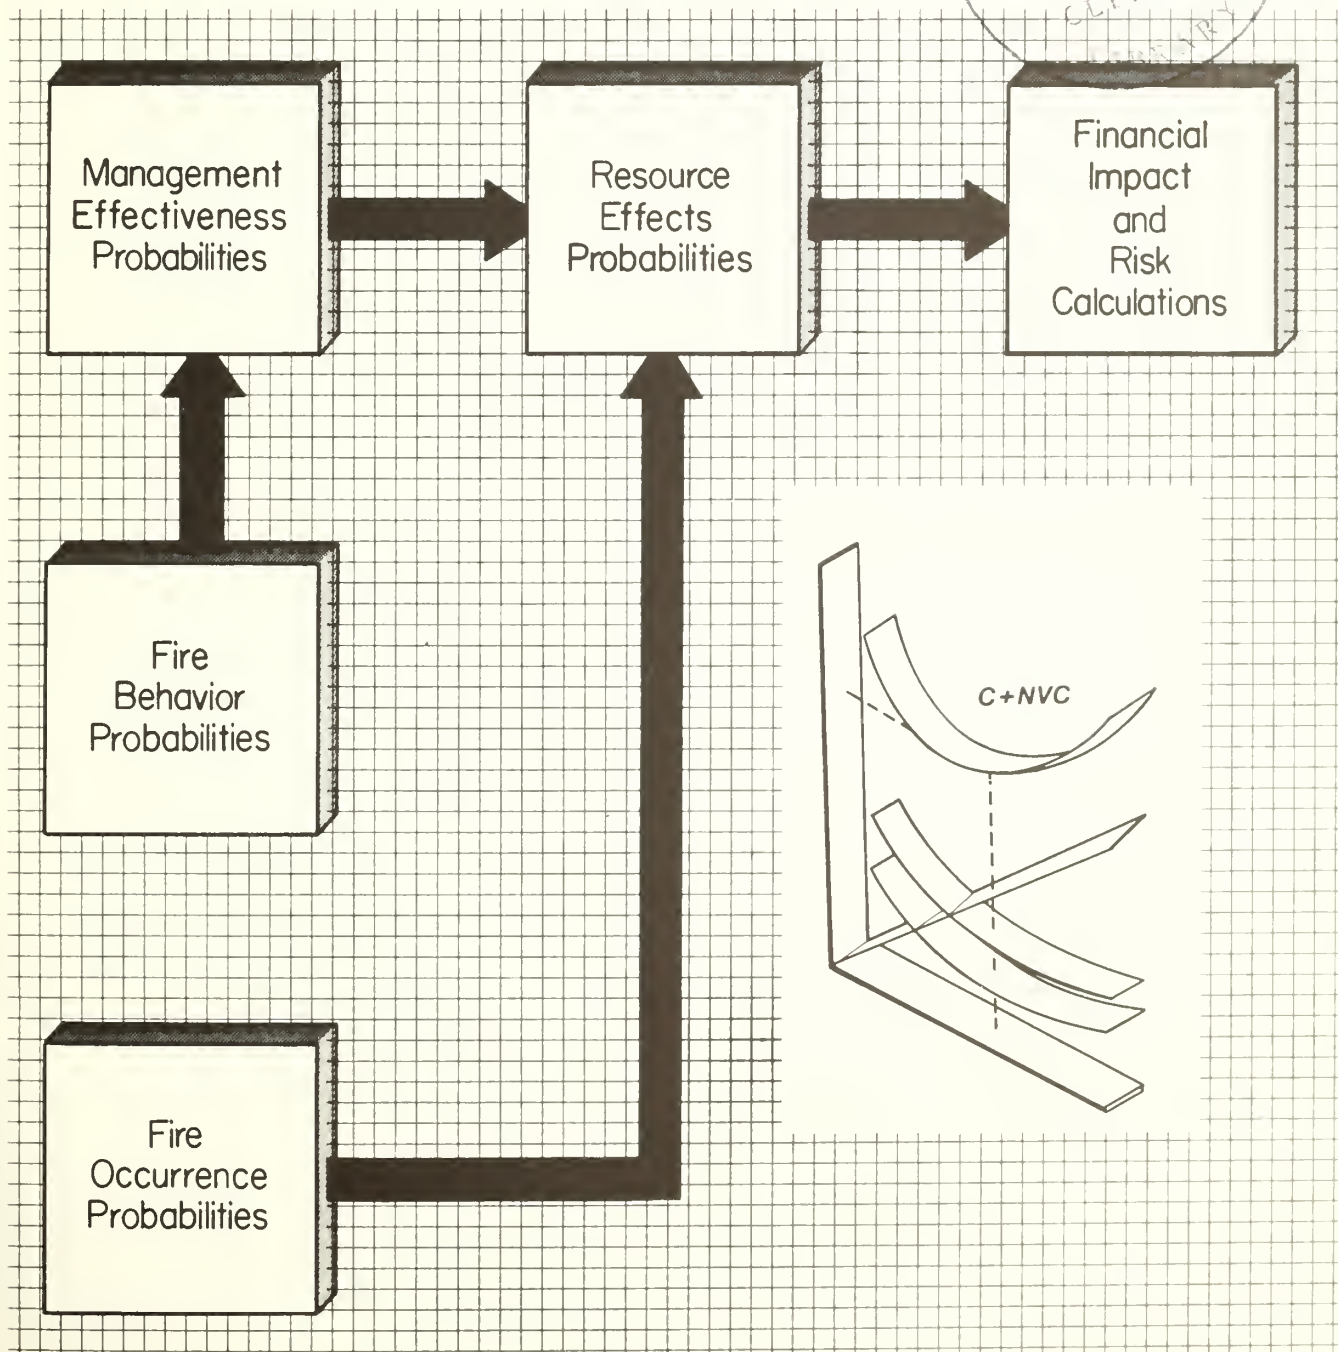 Management
Effectiveness
Probabilities
Resource
Effects
Probabilities
Financial
Impact
and
Risk
Calculations
Fire
Behavior
Probabilities
C+NVC
Fire
Occurrence
Probabilities